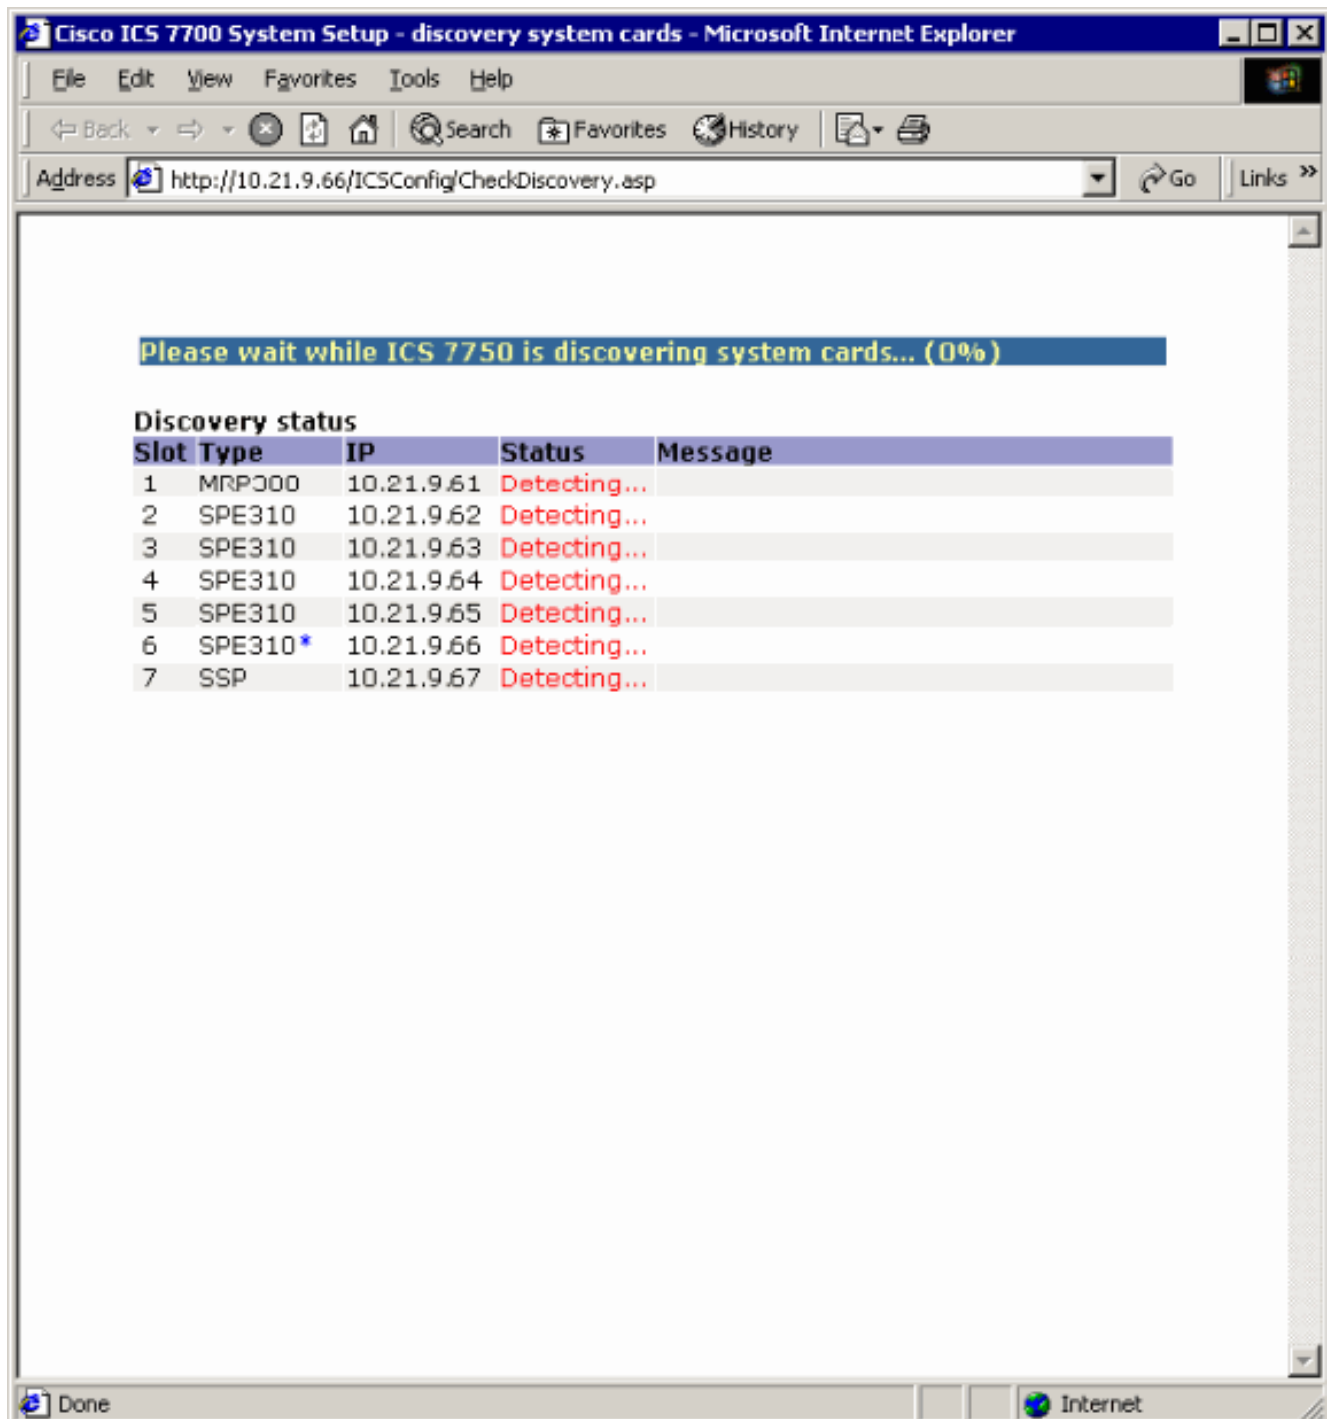 Cisco ICS 7700 System Setup - discovery system cards - Microsoft Internet Explorer
File Edit View Favorites Tools Help
Back Search Favorites History
Address http://10.21.9.66/ICSConfig/CheckDiscovery.asp Go Links »
Please wait while ICS 7750 is discovering system cards... (0%)
Discovery status
Slot Type IP Status Message
1 10.21.9.61 Detecting...
2 SPE310 10.21.9.62 Detecting...
3 SPE310 10.21.9.63 Detecting...
4 SPE310 10.21.9.64 Detecting...
5 SPE310 10.21.9.65 Detecting...
6 SPE310* 10.21.9.66 Detecting...
7 SSP 10.21.9.67 Detecting...
Done Internet